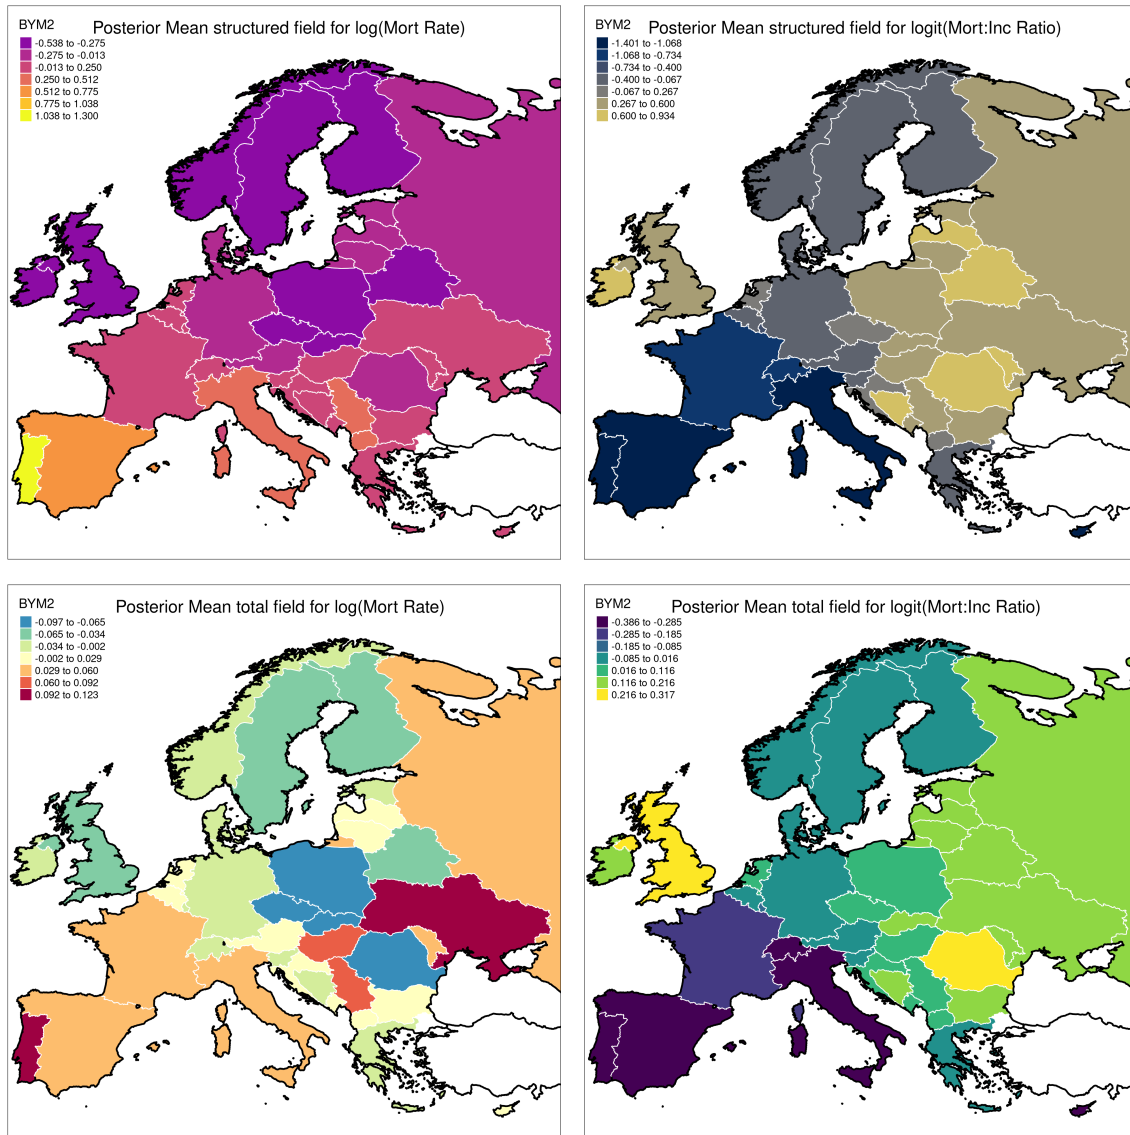 BYM2
Posterior Mean structured field for log(Mort Rate)
-0.538 to -0.275
-0.275 to -0.013
-0.013 to 0.250
0.250 to 0.512
0.512 to 0.775
0.775 to 1.038
1.038 to 1.300
BYM2
Posterior Mean structured field for logit(Mort:Inc Ratio)
-1.401 to -1.068
-1.068 to -0.734
-0.734 to -0.400
-0.400 to -0.067
-0.067 to 0.267
0.267 to 0.600
0.600 to 0.934
BYM2
Posterior Mean total field for log(Mort Rate)
-0.097 to -0.065
-0.065 to -0.034
-0.034 to -0.002
-0.002 to 0.029
0.029 to 0.060
0.060 to 0.092
0.092 to 0.123
BYM2
Posterior Mean total field for logit(Mort:Inc Ratio)
-0.386 to -0.285
-0.285 to -0.185
-0.185 to -0.085
-0.085 to 0.016
0.016 to 0.116
0.116 to 0.216
0.216 to 0.317